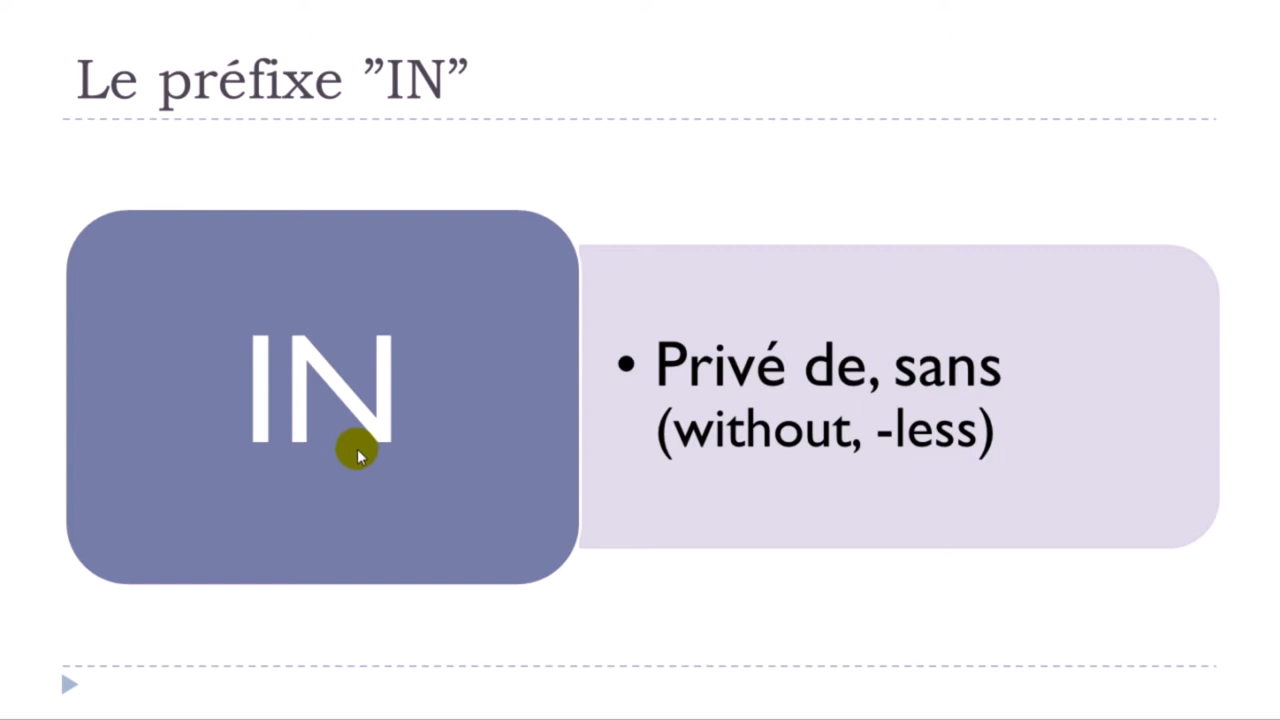 Le préfixe ”IN”
IN
• Privé de, sans
(without, -less)